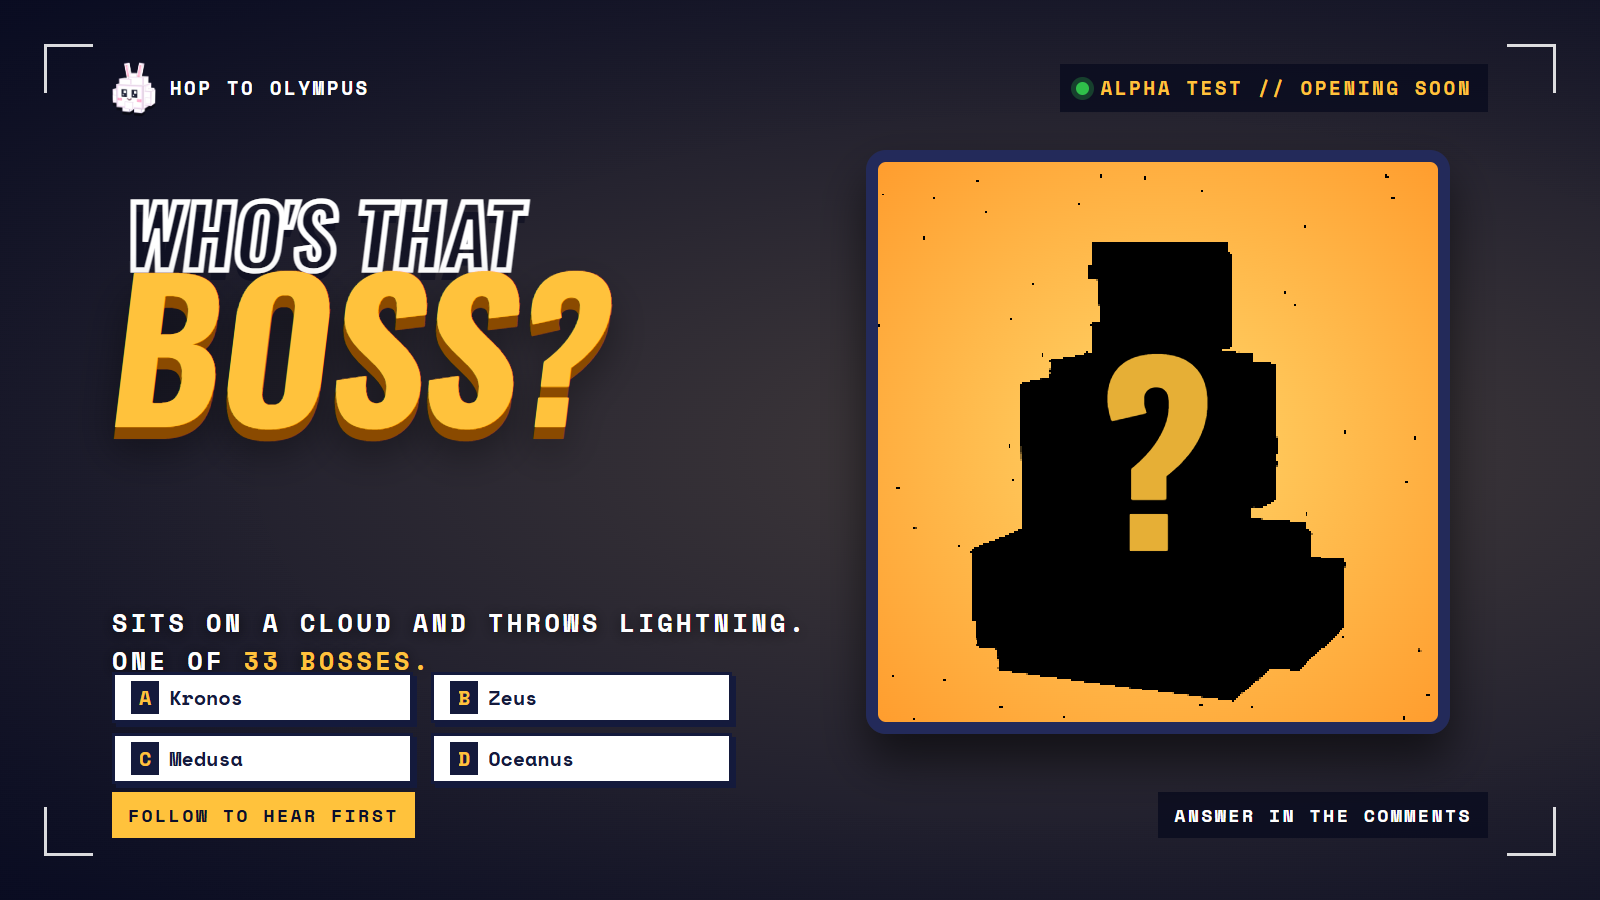 HOP TO OLYMPUS
ALPHA TEST // OPENING SOON
WHO'S THAT
BOSS?
?
SITS ON A CLOUD AND THROWS LIGHTNING.
ONE OF 33 BOSSES.
A Kronos
B Zeus
C Medusa
D Oceanus
FOLLOW TO HEAR FIRST
ANSWER IN THE COMMENTS